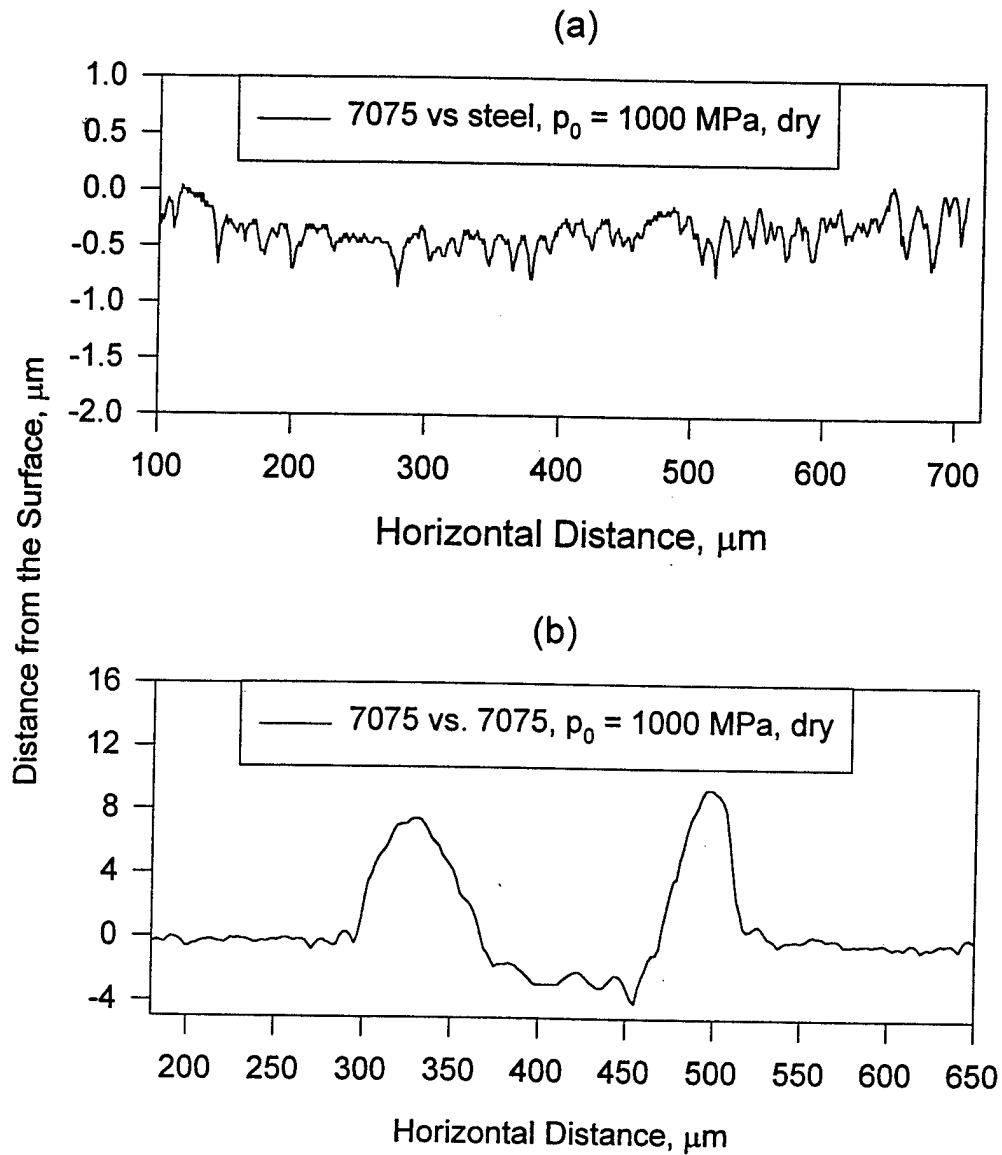 (a)
1.0
0.5
0.0
-0.5
-1.0
-1.5
-2.0
7075 vs steel, p0 = 1000 MPa, dry
100 200 300 400 500 600 700
Horizontal Distance, μm
Distance from the Surface, μm
(b)
16
12
8
4
0
-4
7075 vs. 7075, p0 = 1000 MPa, dry
200 250 300 350 400 450 500 550 600 650
Horizontal Distance, μm